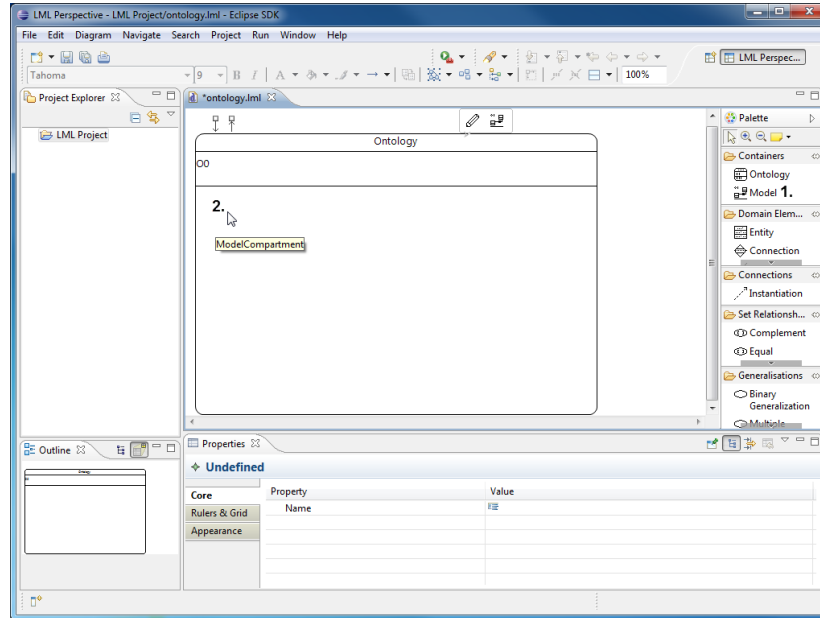 LML Perspective - LML Project/ontology.lml - Eclipse SDK
File Edit Diagram Navigate Search Project Run Window Help
LML Perspec...
Tahoma 9 B I A 100%
Project Explorer
*ontology.lml
LML Project
Ontology
O0
2.
ModelCompartment
Palette
Containers
Ontology
Model 1.
Domain Elem...
Entity
Connection
Connections
Instantiation
Set Relationsh...
Complement
Equal
Generalisations
Binary
Generalization
Multiple
Outline
Properties
Undefined
Core
Rulers & Grid
Appearance
Property Value
Name